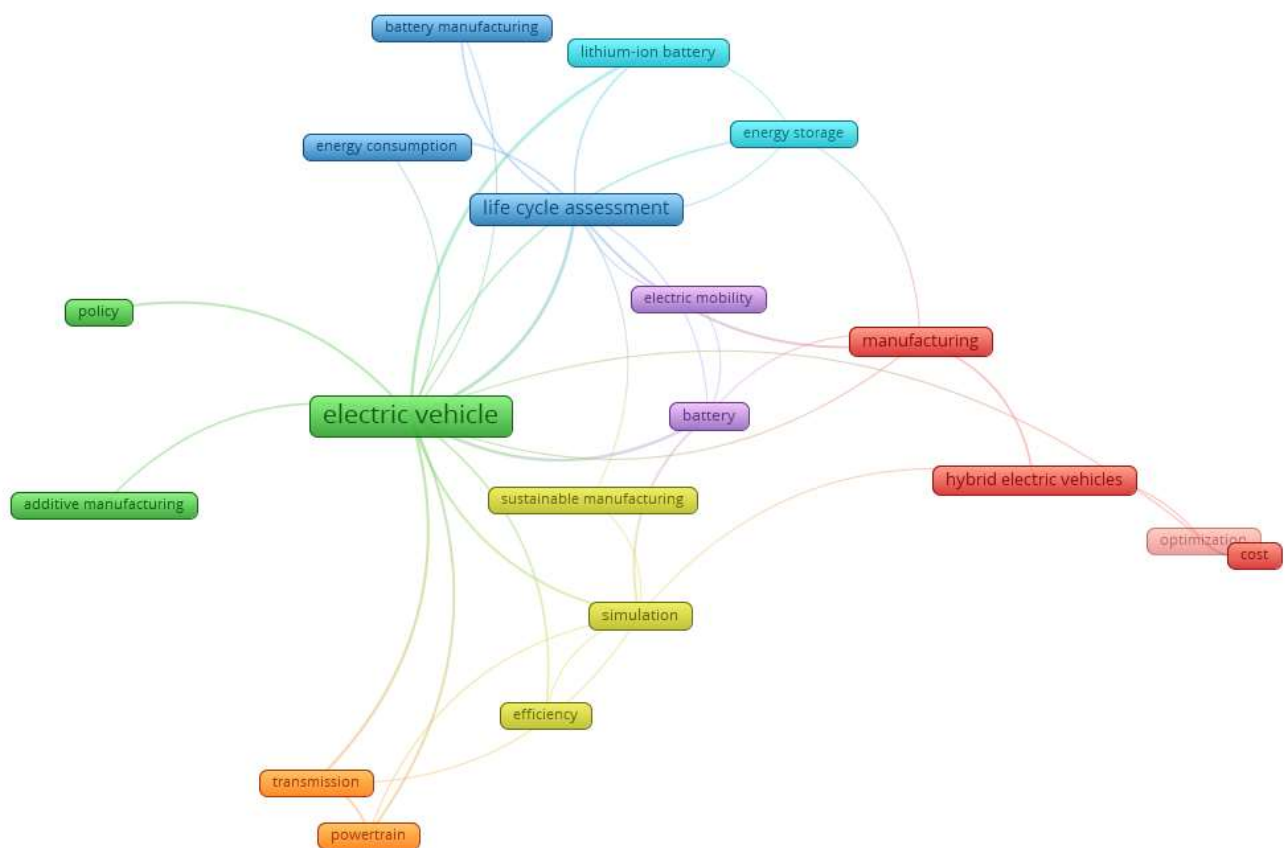 battery manufacturing
lithium-ion battery
energy storage
energy consumption
life cycle assessment
electric mobility
policy
manufacturing
electric vehicle
battery
hybrid electric vehicles
sustainable manufacturing
additive manufacturing
optimization
cost
simulation
efficiency
transmission
powertrain